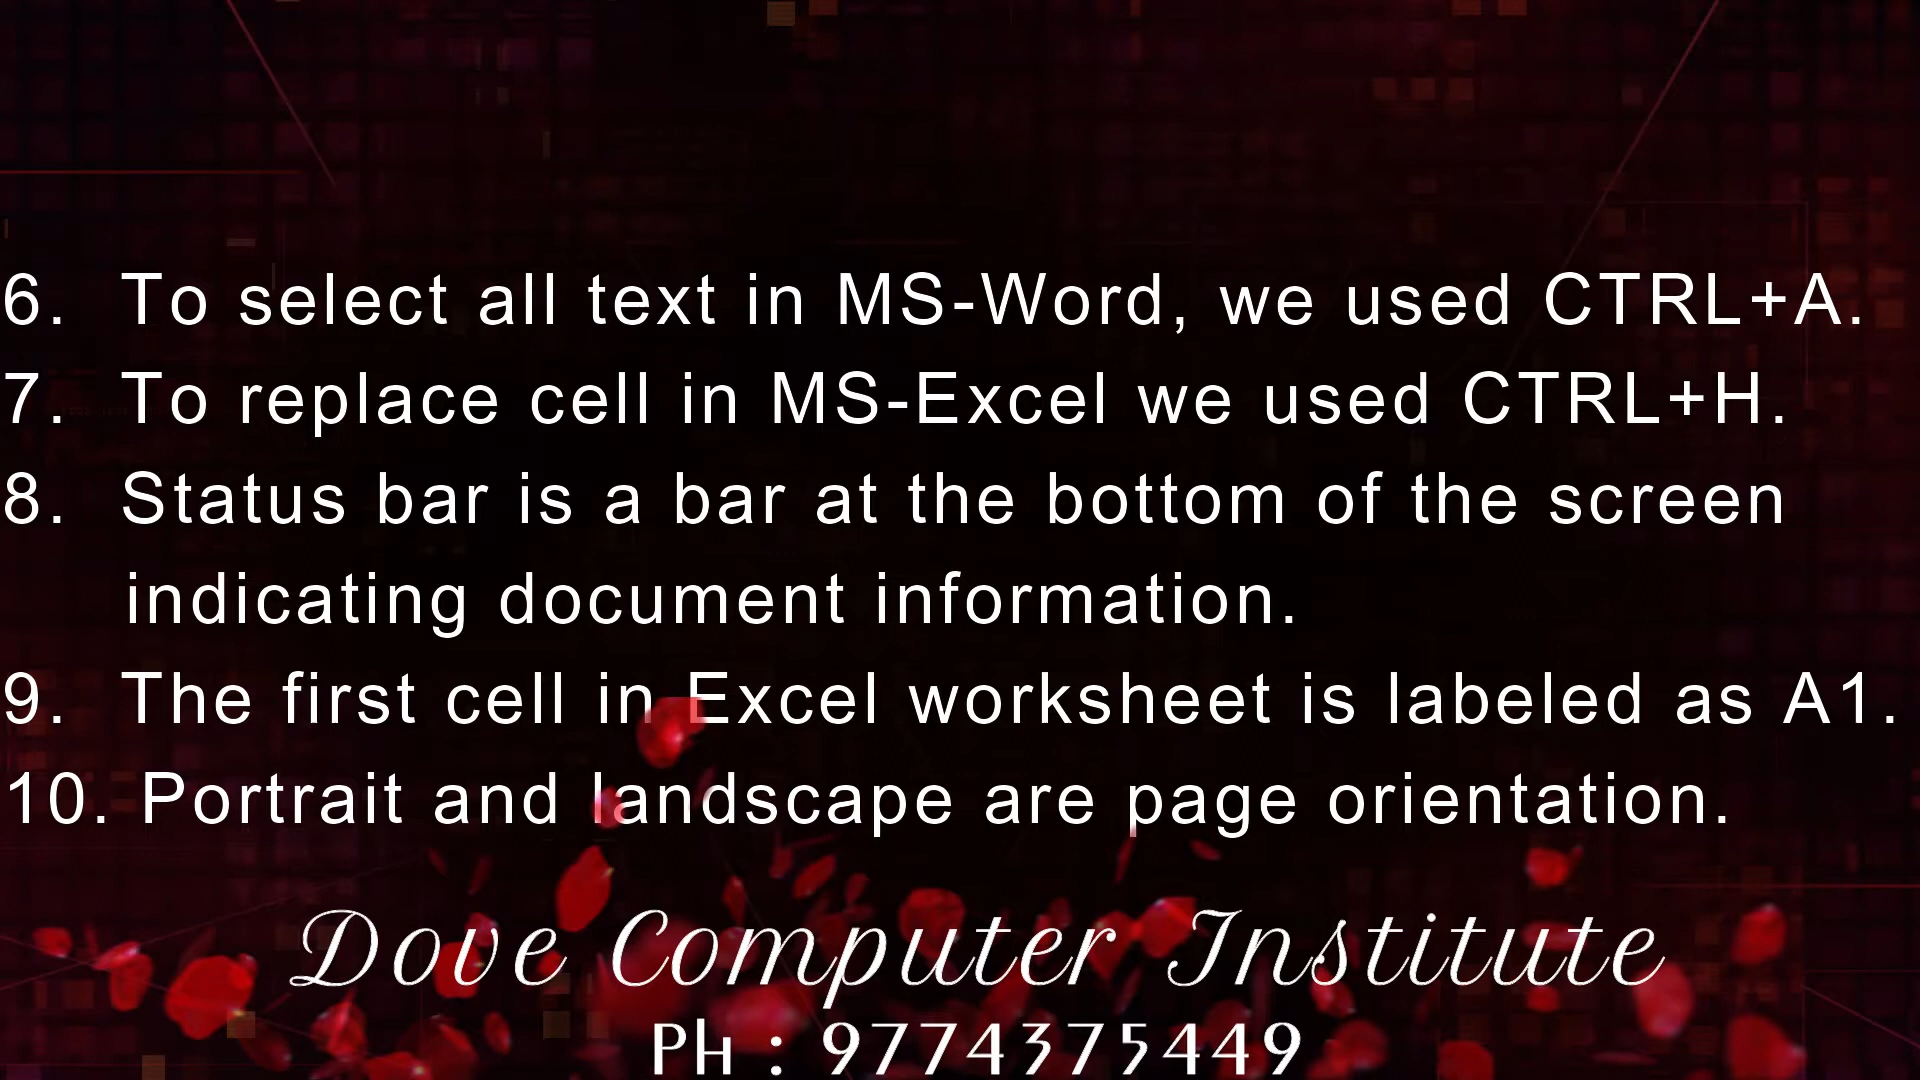 6. To select all text in MS-Word, we used CTRL+A.
7. To replace cell in MS-Excel we used CTRL+H.
8. Status bar is a bar at the bottom of the screen
indicating document information.
9. The first cell in Excel worksheet is labeled as A1.
10. Portrait and landscape are page orientation.
Dove Computer Institute
Ph : 9774375449